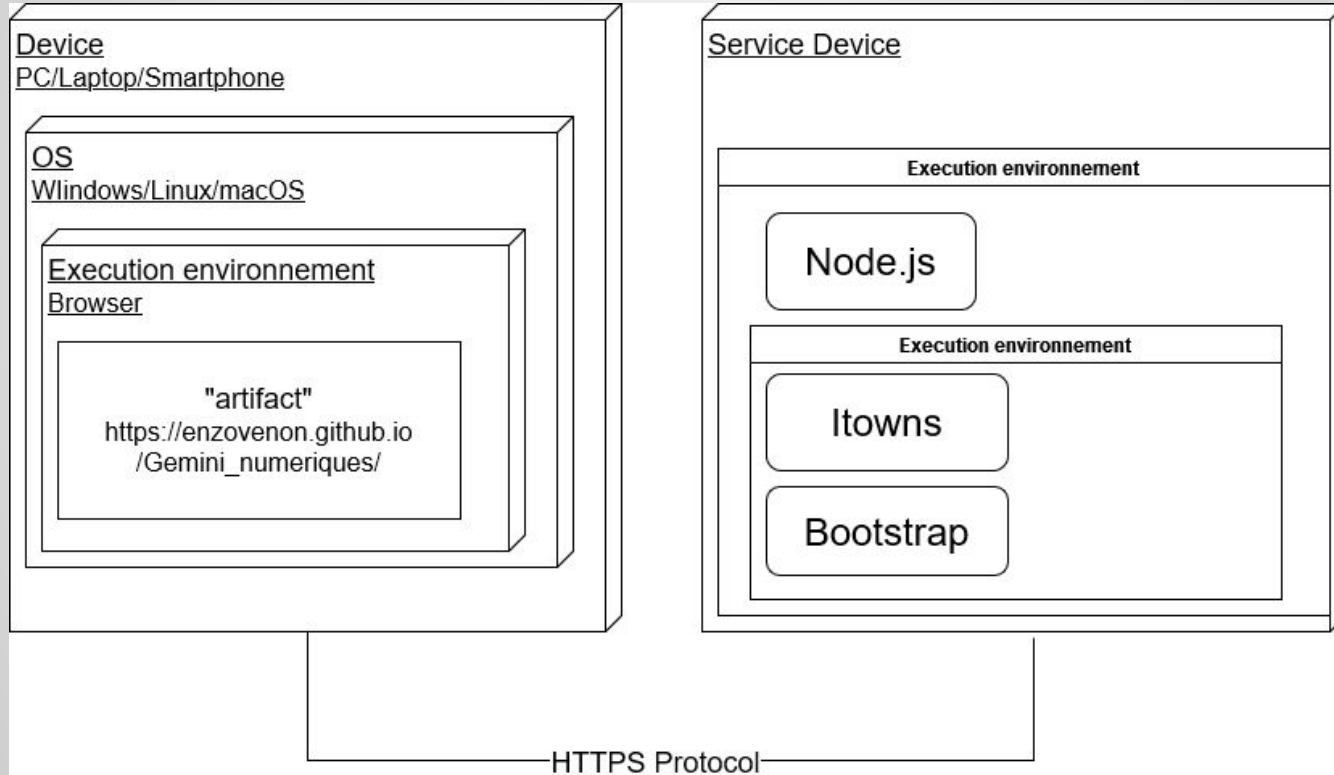 Device
PC/Laptop/Smartphone
OS
WIindows/Linux/macOS
Execution environnement
Browser
"artifact"
https://enzovenon.github.io
/Gemini_numeriques/
Service Device
Execution environnement
Node.js
Execution environnement
Itowns
Bootstrap
HTTPS Protocol